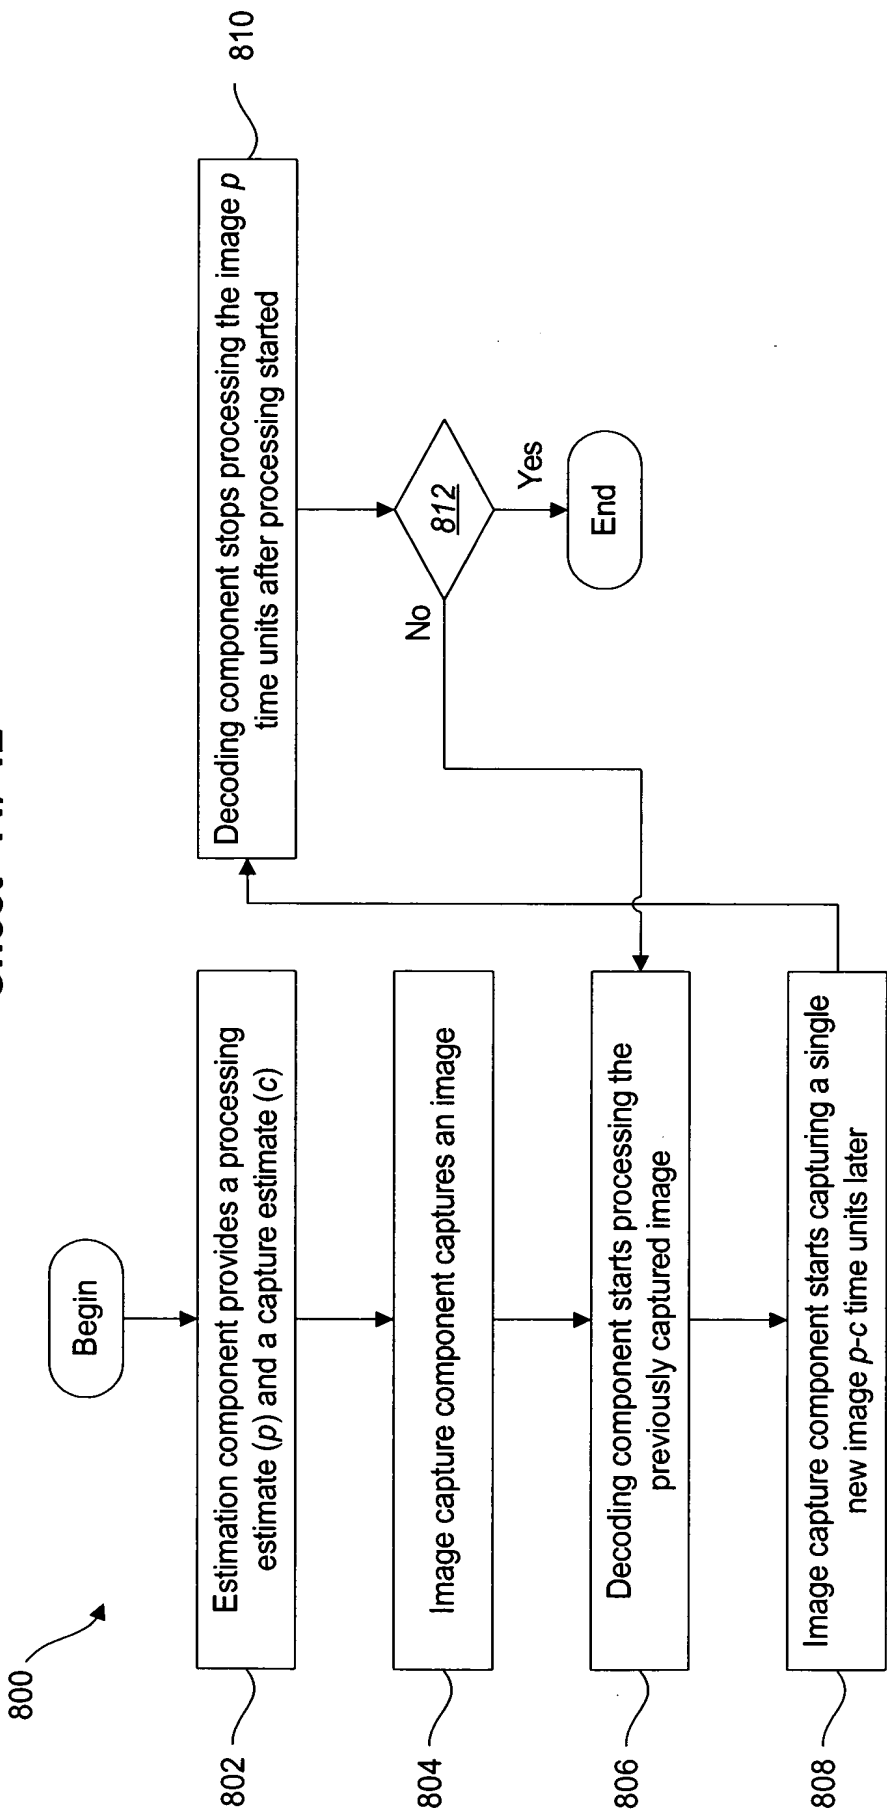 800
Begin
802
Estimation component provides a processing
estimate (p) and a capture estimate (c)
804
Image capture component captures an image
806
Decoding component starts processing the
previously captured image
808
Image capture component starts capturing a single
new image p-c time units later
810
Decoding component stops processing the image p
time units after processing started
812
No
Yes
End